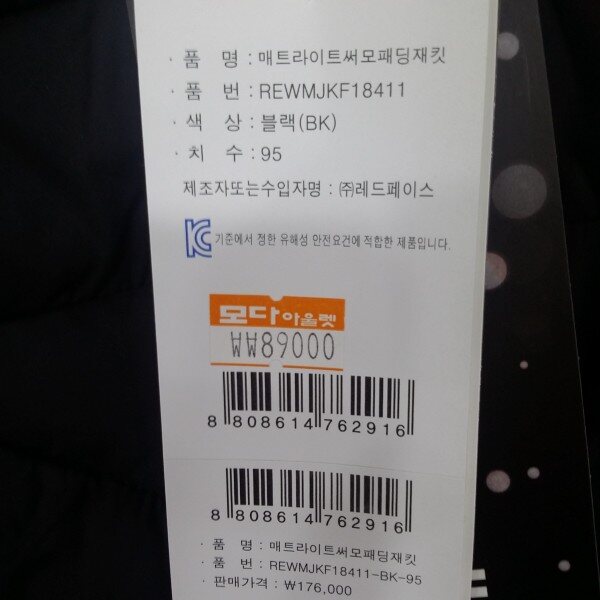 · 품 명 : 매트라이트써모패딩재킷
· 품 번 : REWMJKF18411
· 색 상 : 블랙(BK)
· 치 수 : 95
제조자또는수입자명 : ㈜레드페이스
KC 기준에서 정한 유해성 안전요건에 적합한 제품입니다.
모다아울렛
₩₩89000
8 808614 762916
8 808614 762916
· 품 명 : 매트라이트써모패딩재킷
· 품 번 : REWMJKF18411-BK-95
· 판매가격 : ₩176,000